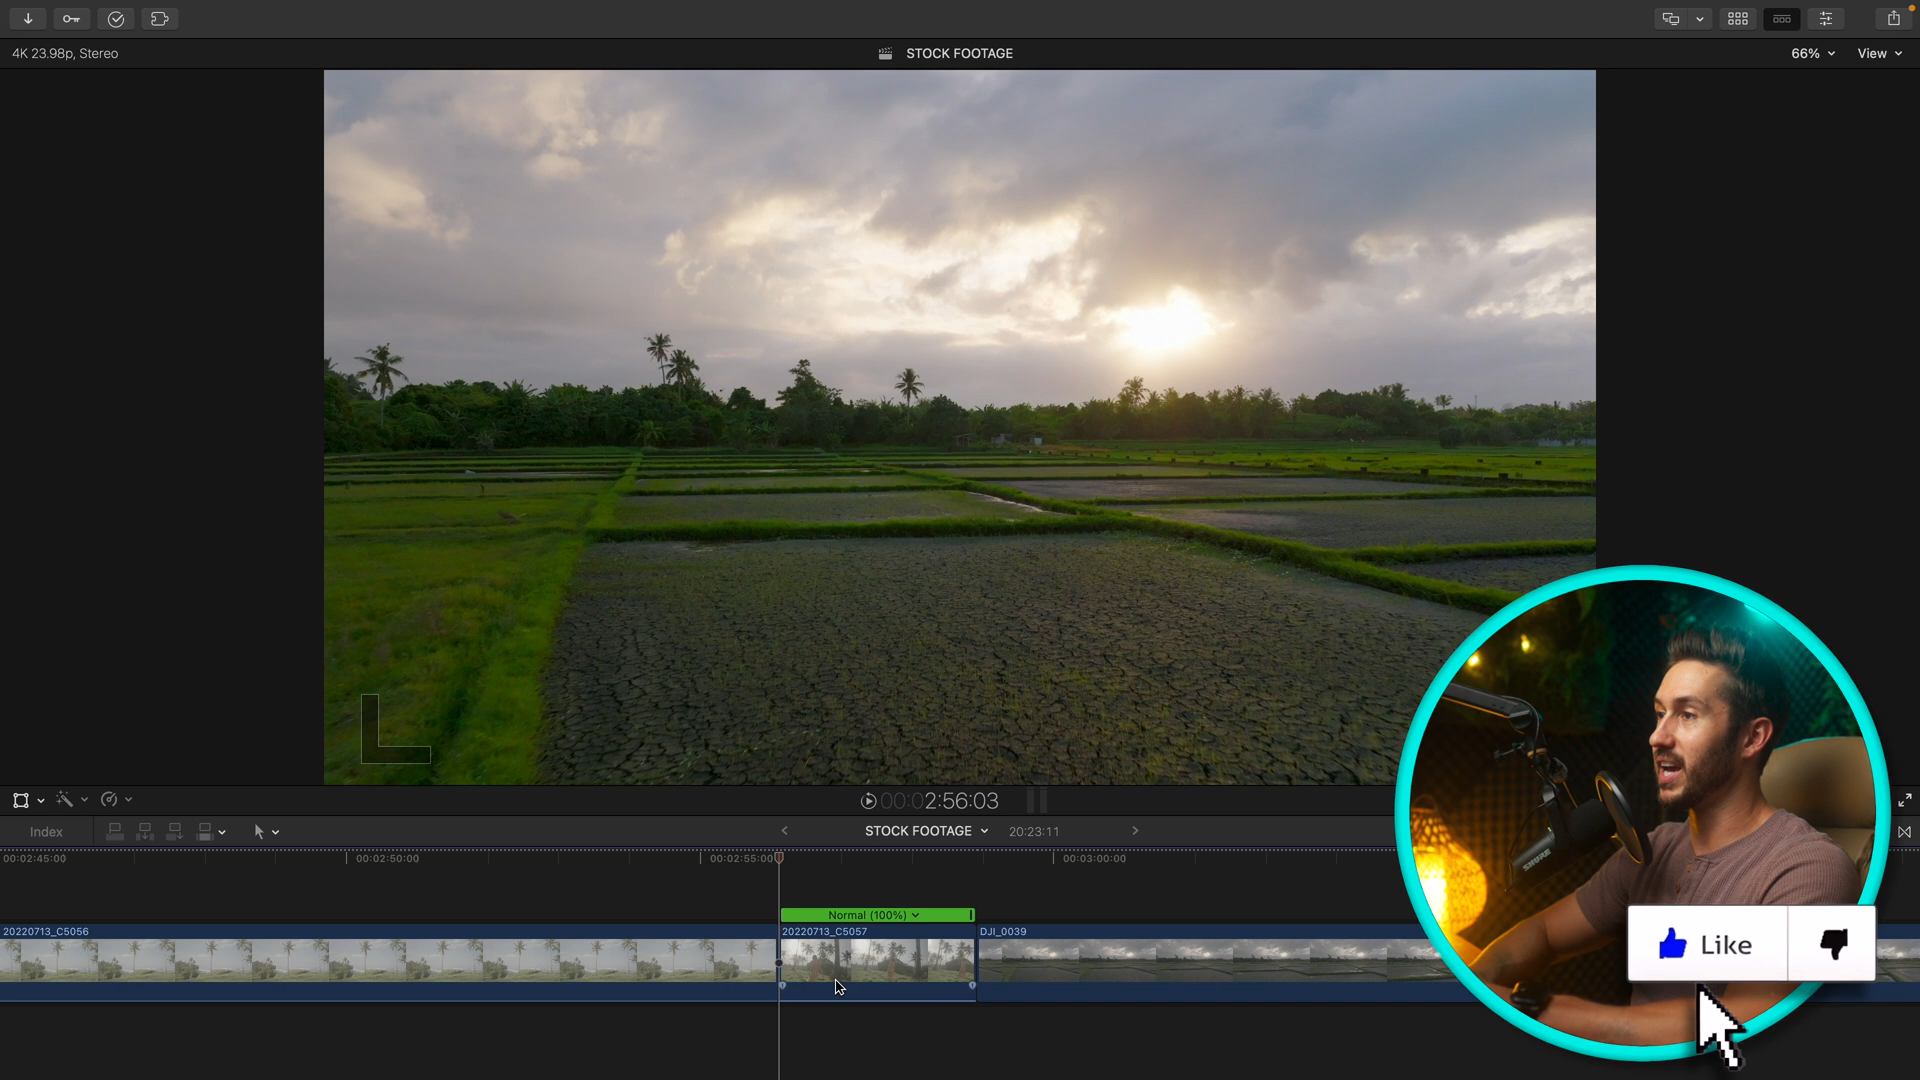 4K 23.98p, Stereo
STOCK FOOTAGE
66%
View
00:02:56:03
Index
STOCK FOOTAGE
20:23:11
00:02:45:00
00:02:50:00
00:02:55:00
00:03:00:00
Normal (100%)
20220713_C5056
20220713_C5057
DJI_0039
SHURE
Like